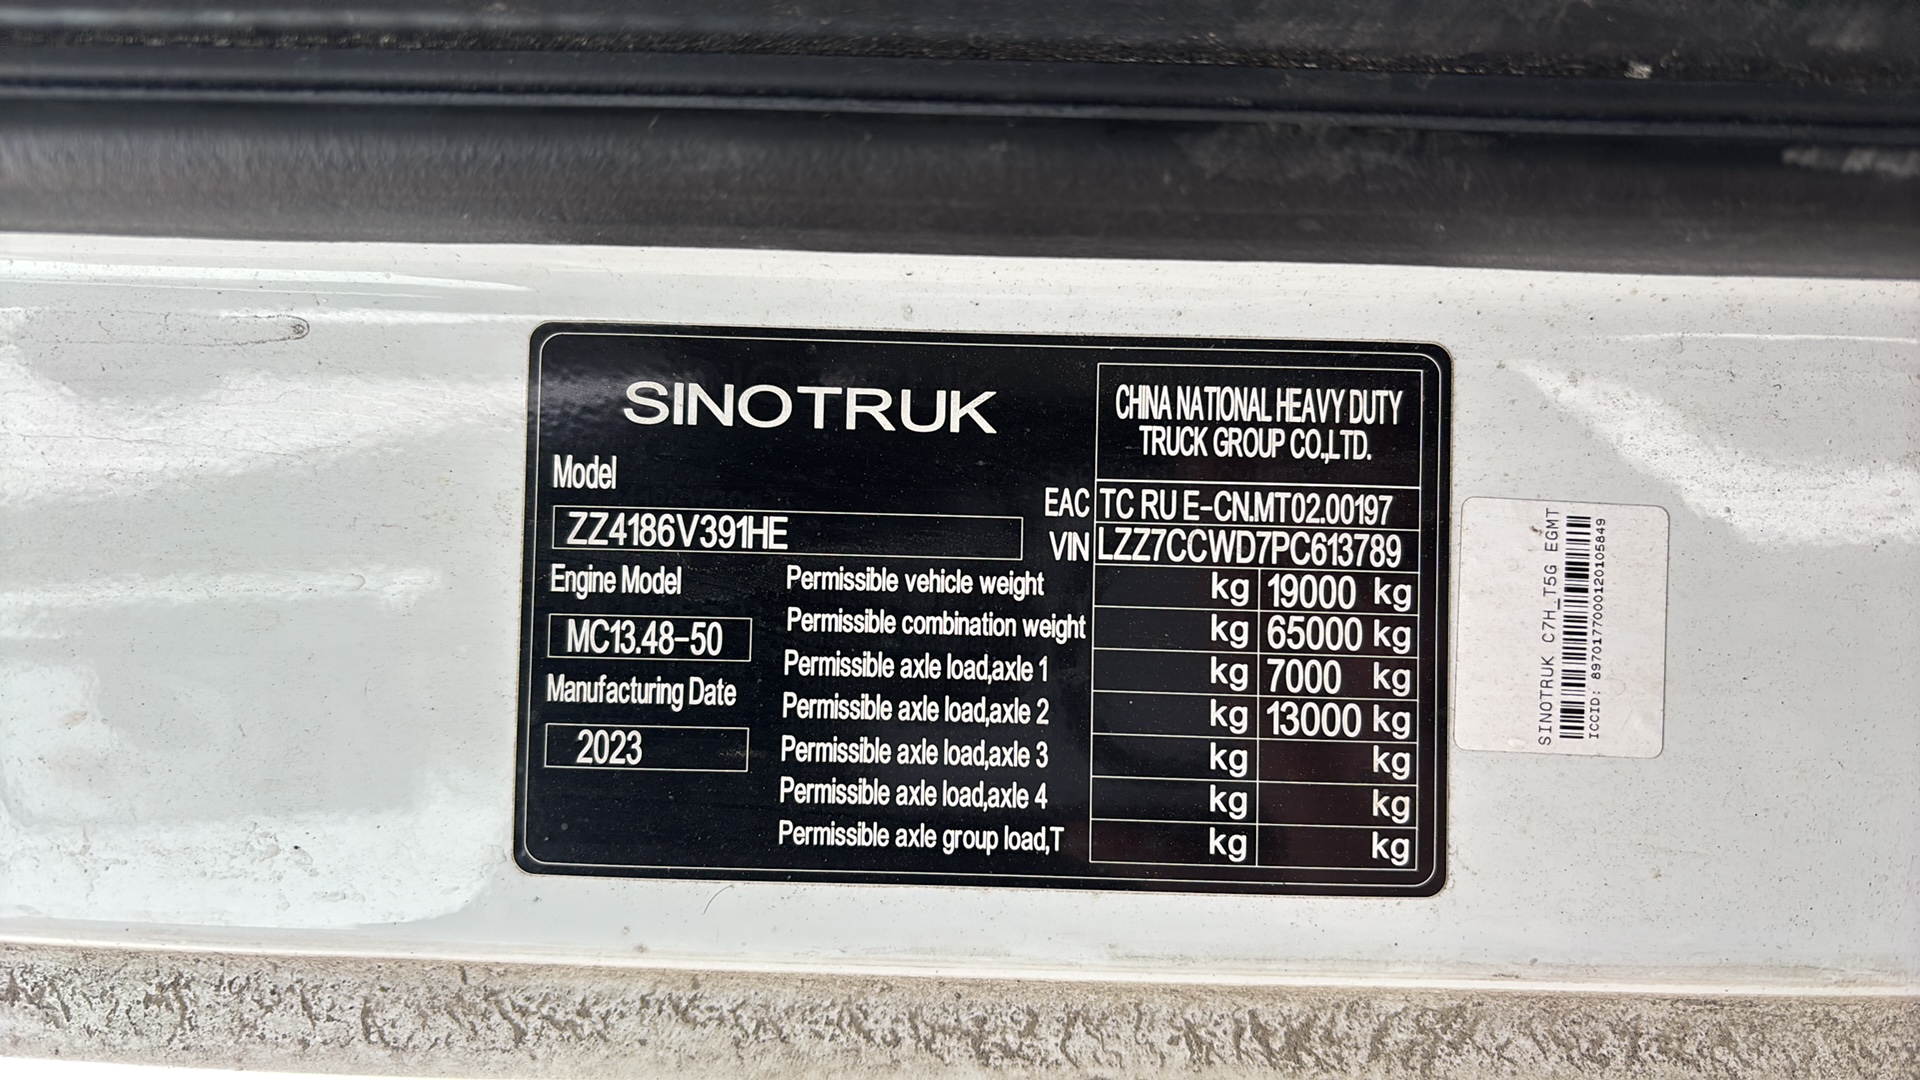 SINOTRUK
CHINA NATIONAL HEAVY DUTY
TRUCK GROUP CO.,LTD.
Model
ZZ4186V391HE
EAC TC RU E-CN.MT02.00197
VIN LZZ7CCWD7PC613789
Engine Model
MC13.48-50
Manufacturing Date
2023
Permissible vehicle weight kg 19000 kg
Permissible combination weight kg 65000 kg
Permissible axle load,axle 1 kg 7000 kg
Permissible axle load,axle 2 kg 13000 kg
Permissible axle load,axle 3 kg kg
Permissible axle load,axle 4 kg kg
Permissible axle group load,T kg kg
SINOTRUK C7H_T5G EGMT
ICCID: 8970177000120105849